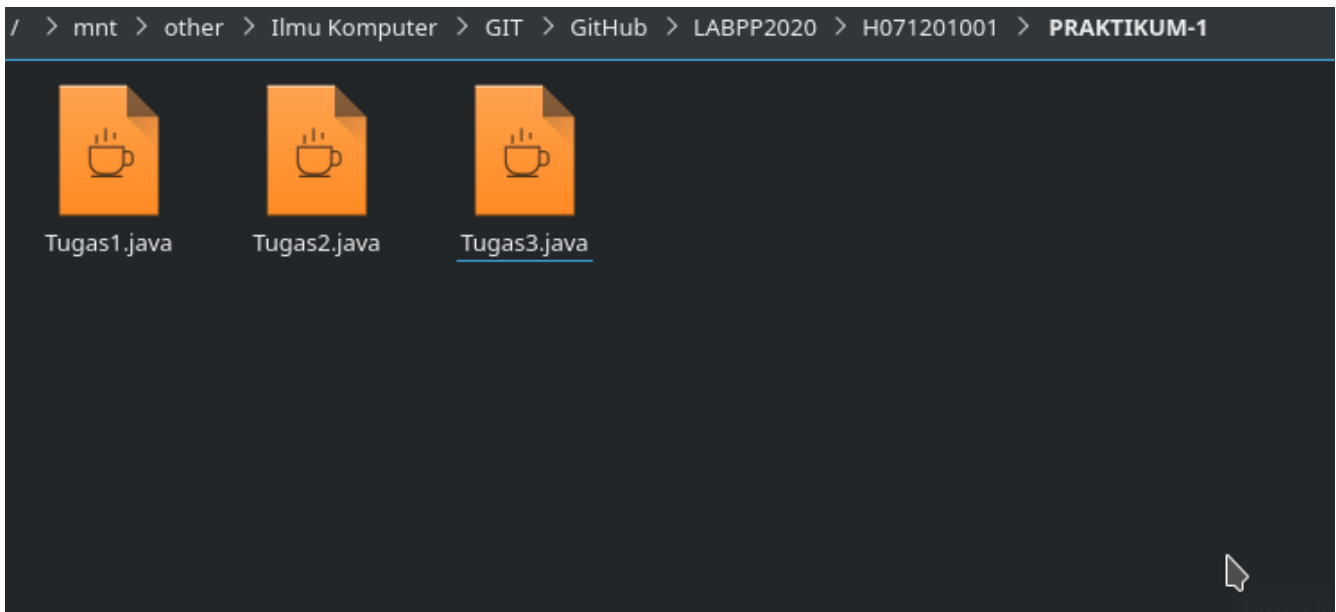 / > mnt > other > Ilmu Komputer > GIT > GitHub > LABPP2020 > H071201001 > PRAKTIKUM-1
Tugas1.java Tugas2.java Tugas3.java